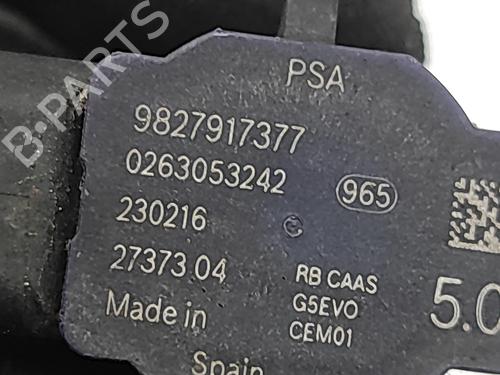 B-PARTS
PSA
9827917377
0263053242
965
230216
27373 04
RB CAAS
G5EVO
CEM01
5.0
Made in
Spain